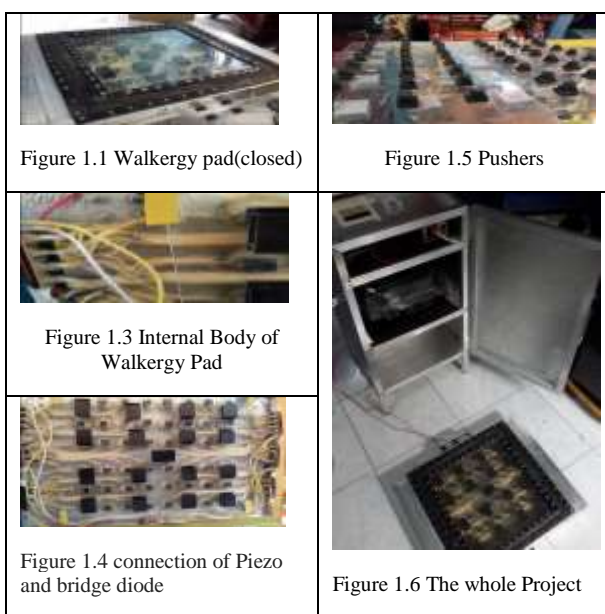 Figure 1.1 Walkergy pad(closed)
Figure 1.5 Pushers
Figure 1.3 Internal Body of
Walkergy Pad
Figure 1.4 connection of Piezo
and bridge diode
Figure 1.6 The whole Project